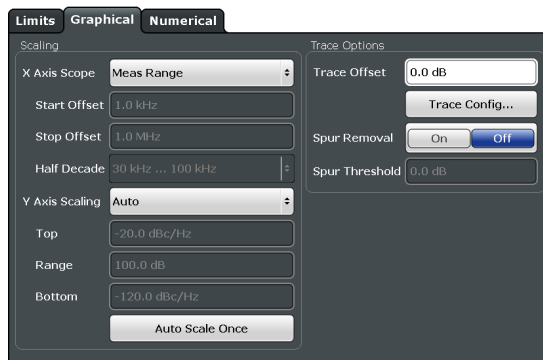 Limits Graphical Numerical
Scaling
X Axis Scope Meas Range
Start Offset 1.0 kHz
Stop Offset 1.0 MHz
Half Decade 30 kHz ... 100 kHz
Y Axis Scaling Auto
Top -20.0 dBc/Hz
Range 100.0 dB
Bottom -120.0 dBc/Hz
Auto Scale Once
Trace Options
Trace Offset 0.0 dB
Trace Config...
Spur Removal On Off
Spur Threshold 0.0 dB